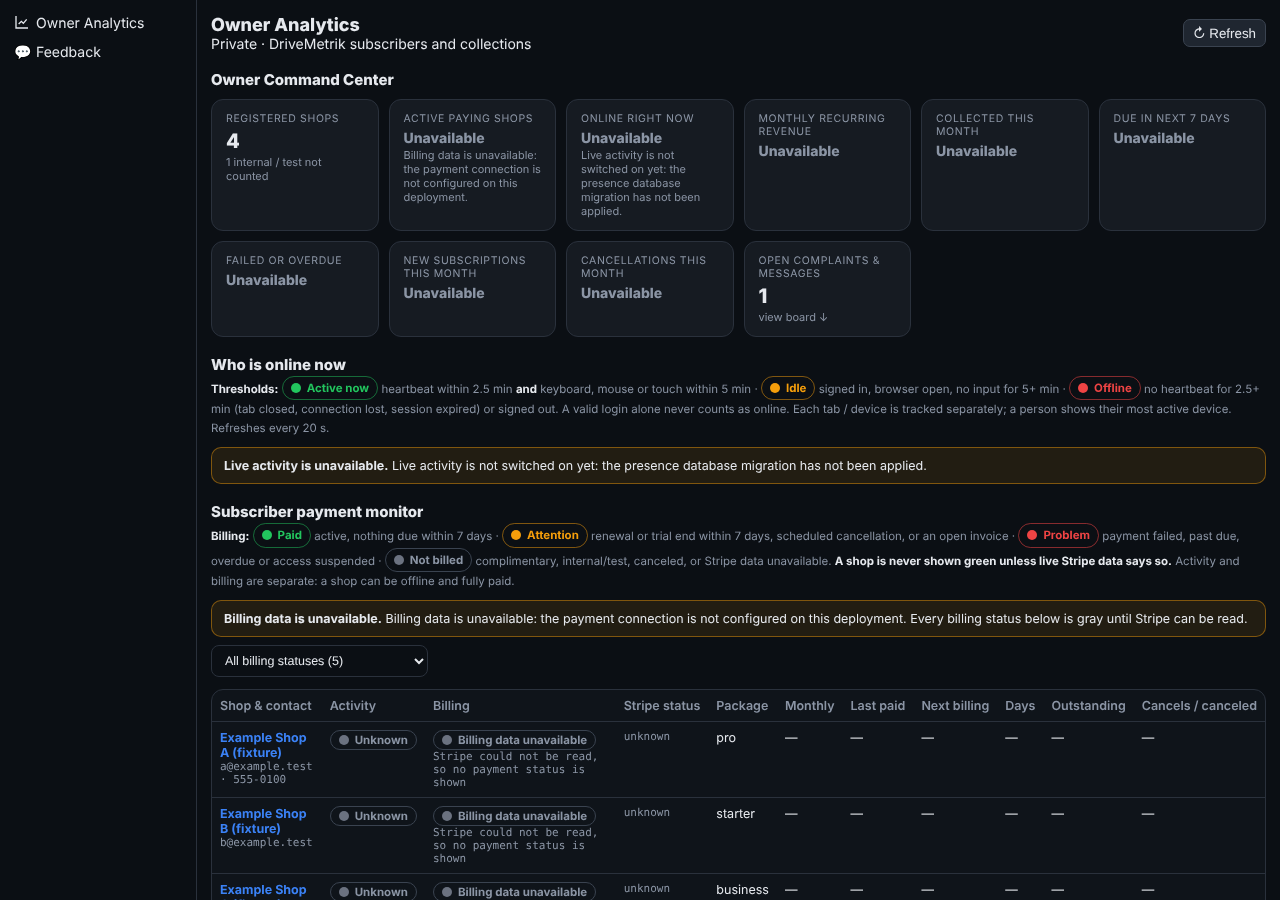 Owner Analytics
Feedback
Owner Analytics
Private · DriveMetrik subscribers and collections
Refresh
Owner Command Center
REGISTERED SHOPS
4
1 internal / test not
counted
ACTIVE PAYING SHOPS
Unavailable
Billing data is unavailable:
the payment connection is
not configured on this
deployment.
ONLINE RIGHT NOW
Unavailable
Live activity is not
switched on yet: the
presence database
migration has not been
applied.
MONTHLY RECURRING
REVENUE
Unavailable
COLLECTED THIS
MONTH
Unavailable
DUE IN NEXT 7 DAYS
Unavailable
FAILED OR OVERDUE
Unavailable
NEW SUBSCRIPTIONS
THIS MONTH
Unavailable
CANCELLATIONS THIS
MONTH
Unavailable
OPEN COMPLAINTS &
MESSAGES
1
view board ↓
Who is online now
Thresholds: Active now heartbeat within 2.5 min and keyboard, mouse or touch within 5 min · Idle signed in, browser open, no input for 5+ min · Offline no heartbeat for 2.5+
min (tab closed, connection lost, session expired) or signed out. A valid login alone never counts as online. Each tab / device is tracked separately; a person shows their most active device.
Refreshes every 20 s.
Live activity is unavailable. Live activity is not switched on yet: the presence database migration has not been applied.
Subscriber payment monitor
Billing: Paid active, nothing due within 7 days · Attention renewal or trial end within 7 days, scheduled cancellation, or an open invoice · Problem payment failed, past due,
overdue or access suspended · Not billed complimentary, internal/test, canceled, or Stripe data unavailable. A shop is never shown green unless live Stripe data says so. Activity and
billing are separate: a shop can be offline and fully paid.
Billing data is unavailable. Billing data is unavailable: the payment connection is not configured on this deployment. Every billing status below is gray until Stripe can be read.
All billing statuses (5)
Shop & contact Activity Billing Stripe status Package Monthly Last paid Next billing Days Outstanding Cancels / canceled
Example Shop
A (fixture)
a@example.test
· 555-0100
Unknown
Billing data unavailable
Stripe could not be read,
so no payment status is
shown
unknown
pro
— — — — — —
Example Shop
B (fixture)
b@example.test
Unknown
Billing data unavailable
Stripe could not be read,
so no payment status is
shown
unknown
starter
— — — — — —
Example Shop
Unknown
Billing data unavailable
unknown
business
— — — — — —